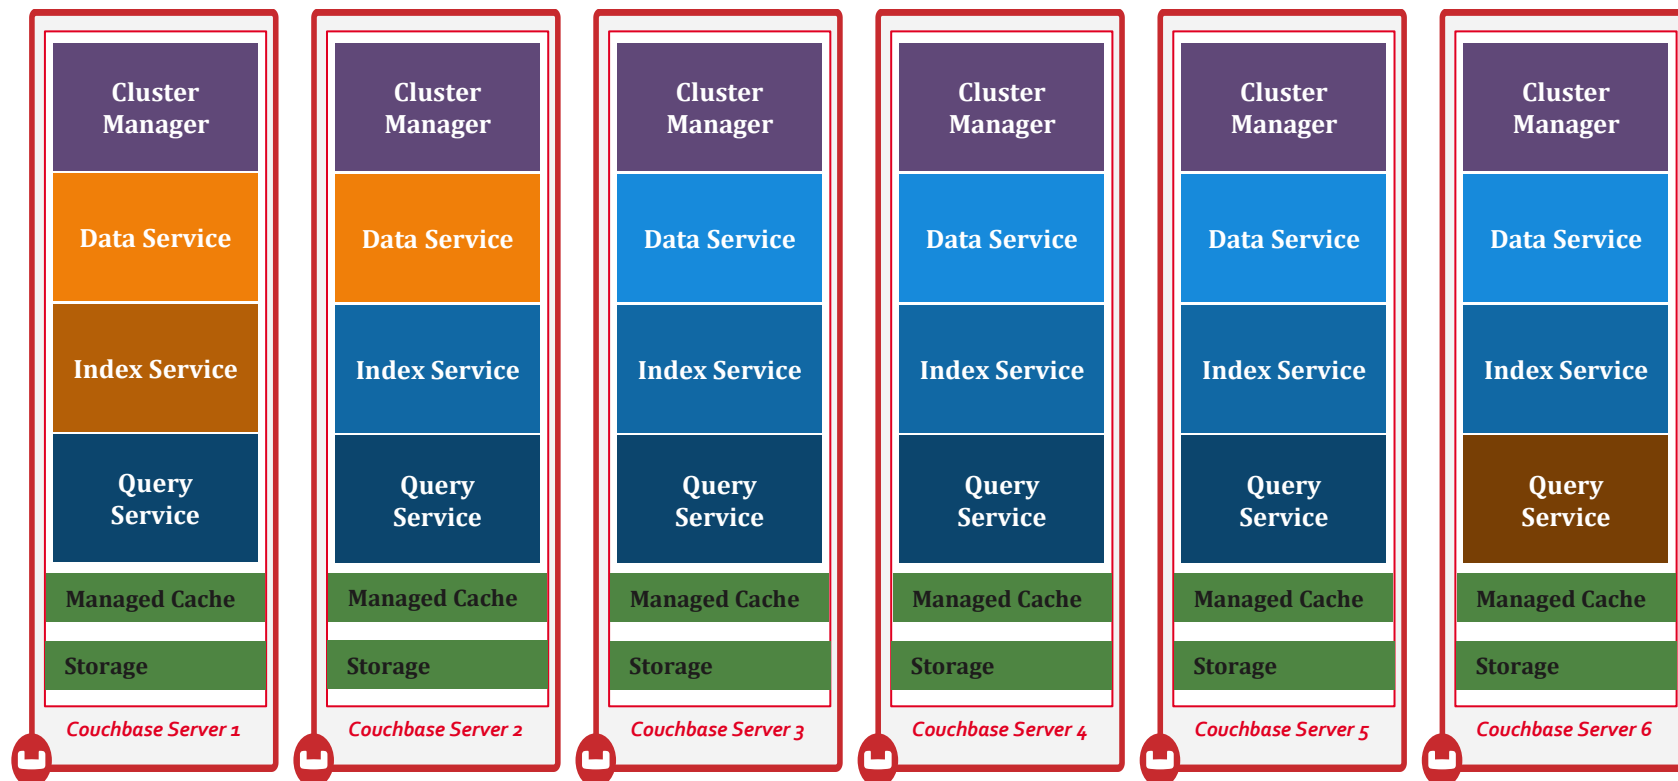 Cluster
Manager
Data Service
Index Service
Query
Service
Managed Cache
Storage
Couchbase Server 1
Cluster
Manager
Data Service
Index Service
Query
Service
Managed Cache
Storage
Couchbase Server 2
Cluster
Manager
Data Service
Index Service
Query
Service
Managed Cache
Storage
Couchbase Server 3
Cluster
Manager
Data Service
Index Service
Query
Service
Managed Cache
Storage
Couchbase Server 4
Cluster
Manager
Data Service
Index Service
Query
Service
Managed Cache
Storage
Couchbase Server 5
Cluster
Manager
Data Service
Index Service
Query
Service
Managed Cache
Storage
Couchbase Server 6